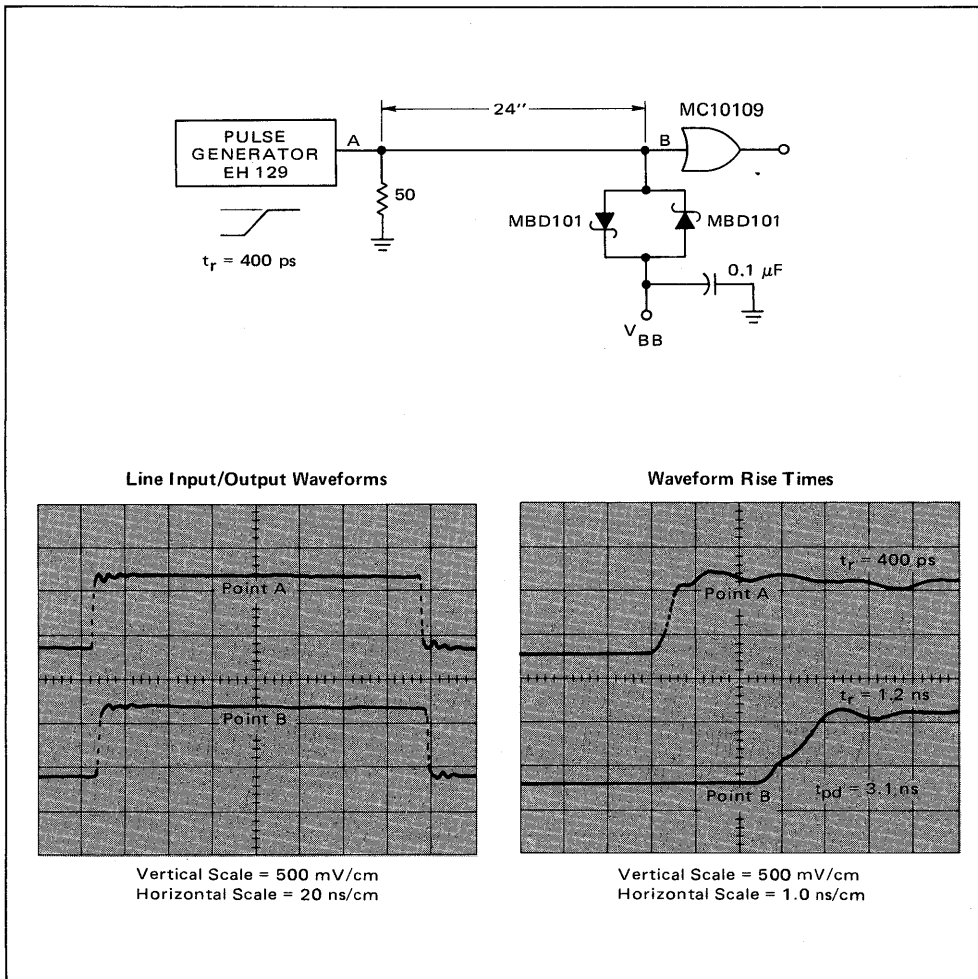 24″
MC10109
PULSE
GENERATOR
EH 129
A
B
50
t_r = 400 ps
MBD101
MBD101
0.1 μF
V_BB
Line Input/Output Waveforms
Waveform Rise Times
Point A
Point B
t_r = 400 ps
Point A
t_r = 1.2 ns
Point B
t_pd = 3.1 ns
Vertical Scale = 500 mV/cm
Horizontal Scale = 20 ns/cm
Vertical Scale = 500 mV/cm
Horizontal Scale = 1.0 ns/cm